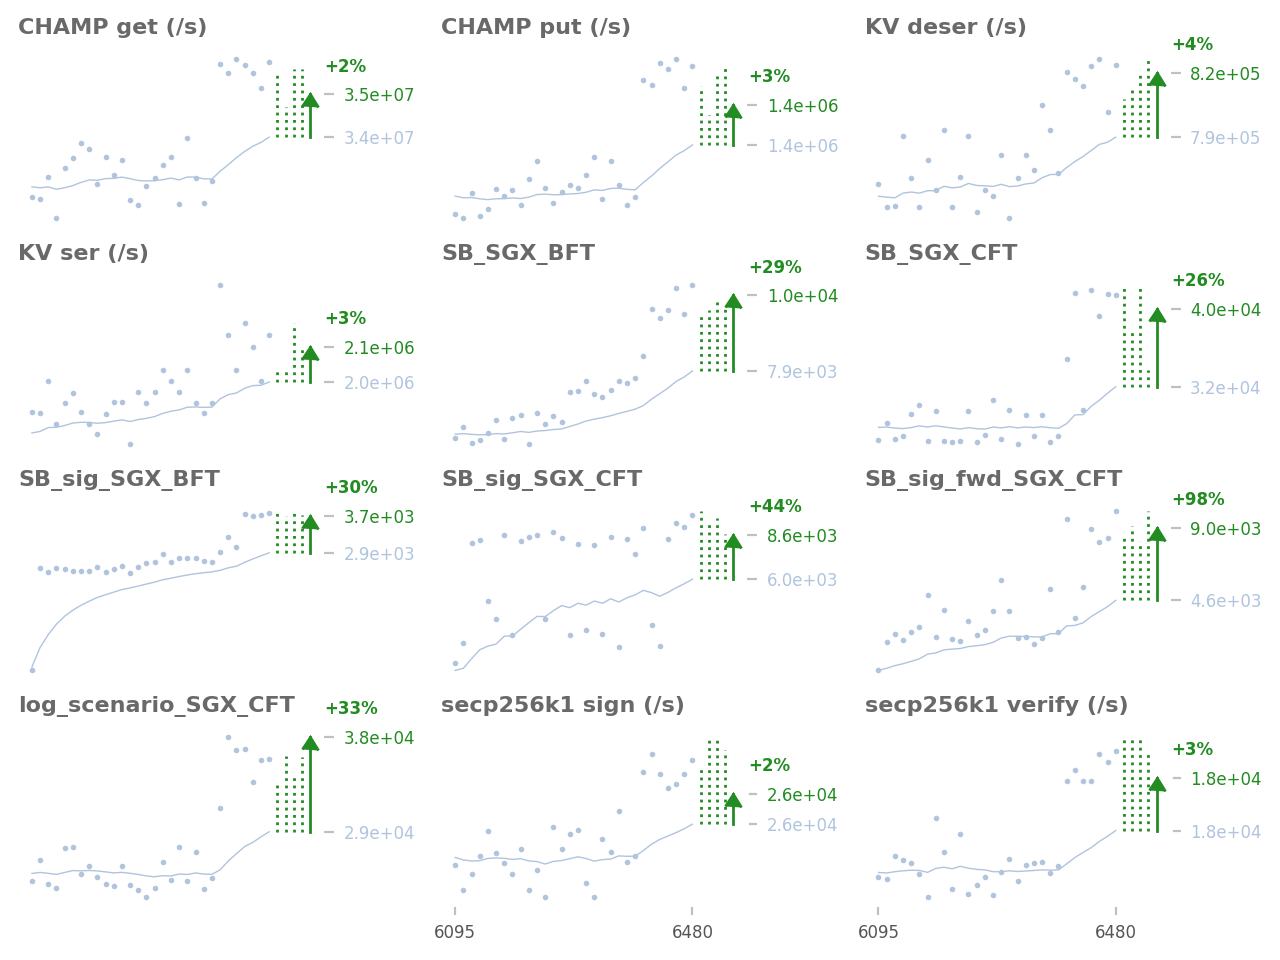 CHAMP get (/s)
+2%
3.5e+07
3.4e+07
CHAMP put (/s)
+3%
1.4e+06
1.4e+06
KV deser (/s)
+4%
8.2e+05
7.9e+05
KV ser (/s)
+3%
2.1e+06
2.0e+06
SB_SGX_BFT
+29%
1.0e+04
7.9e+03
SB_SGX_CFT
+26%
4.0e+04
3.2e+04
SB_sig_SGX_BFT
+30%
3.7e+03
2.9e+03
SB_sig_SGX_CFT
+44%
8.6e+03
6.0e+03
SB_sig_fwd_SGX_CFT
+98%
9.0e+03
4.6e+03
log_scenario_SGX_CFT
+33%
3.8e+04
2.9e+04
secp256k1 sign (/s)
+2%
2.6e+04
2.6e+04
6095 6480
secp256k1 verify (/s)
+3%
1.8e+04
1.8e+04
6095 6480